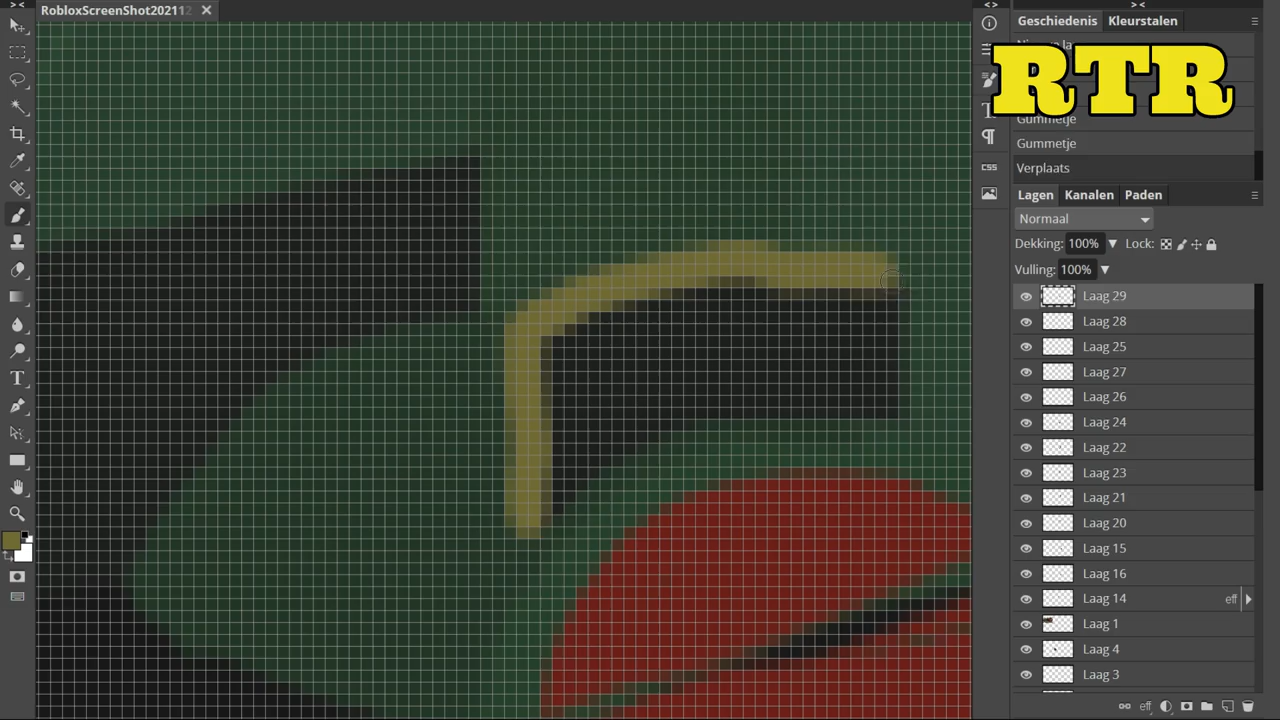 RobloxScreenShot202112
Geschiedenis Kleurstalen
RTR
Gummetje
Gummetje
Verplaats
Lagen Kanalen Paden
Normaal
Dekking: 100% Lock:
Vulling: 100%
Laag 29
Laag 28
Laag 25
Laag 27
Laag 26
Laag 24
Laag 22
Laag 23
Laag 21
Laag 20
Laag 15
Laag 16
Laag 14 eff
Laag 1
Laag 4
Laag 3
CSS
eff